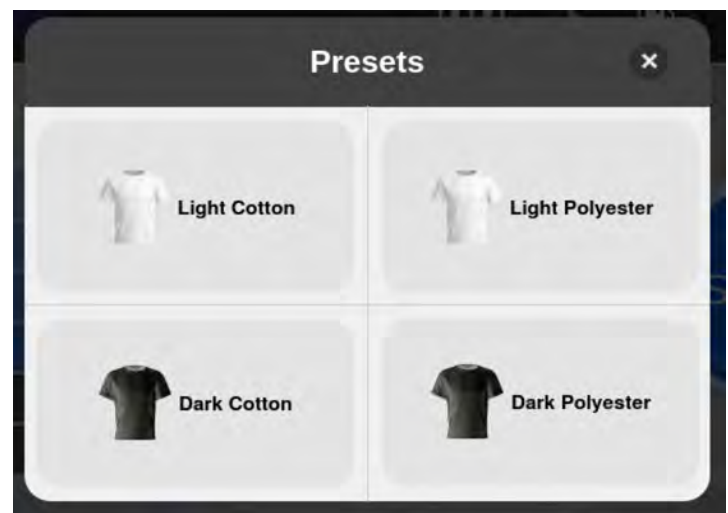 Presets
Light Cotton
Light Polyester
Dark Cotton
Dark Polyester